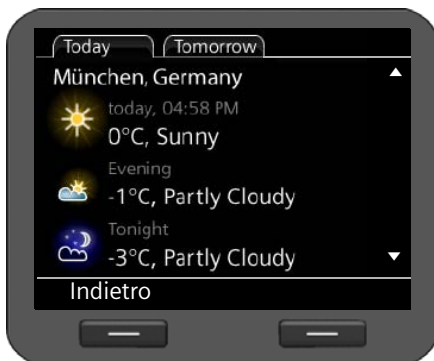 Today Tomorrow
München, Germany
today, 04:58 PM
0°C, Sunny
Evening
-1°C, Partly Cloudy
Tonight
-3°C, Partly Cloudy
Indietro